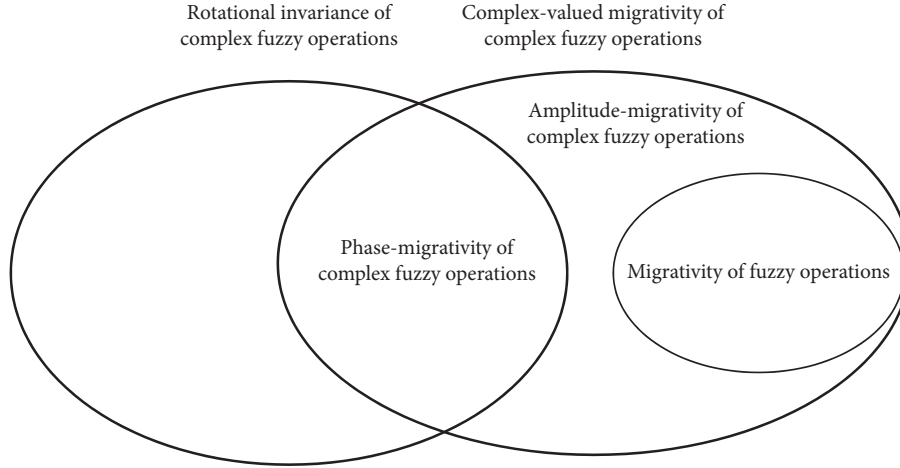 Rotational invariance of
complex fuzzy operations
Complex-valued migrativity of
complex fuzzy operations
Amplitude-migrativity of
complex fuzzy operations
Phase-migrativity of
complex fuzzy operations
Migrativity of fuzzy operations